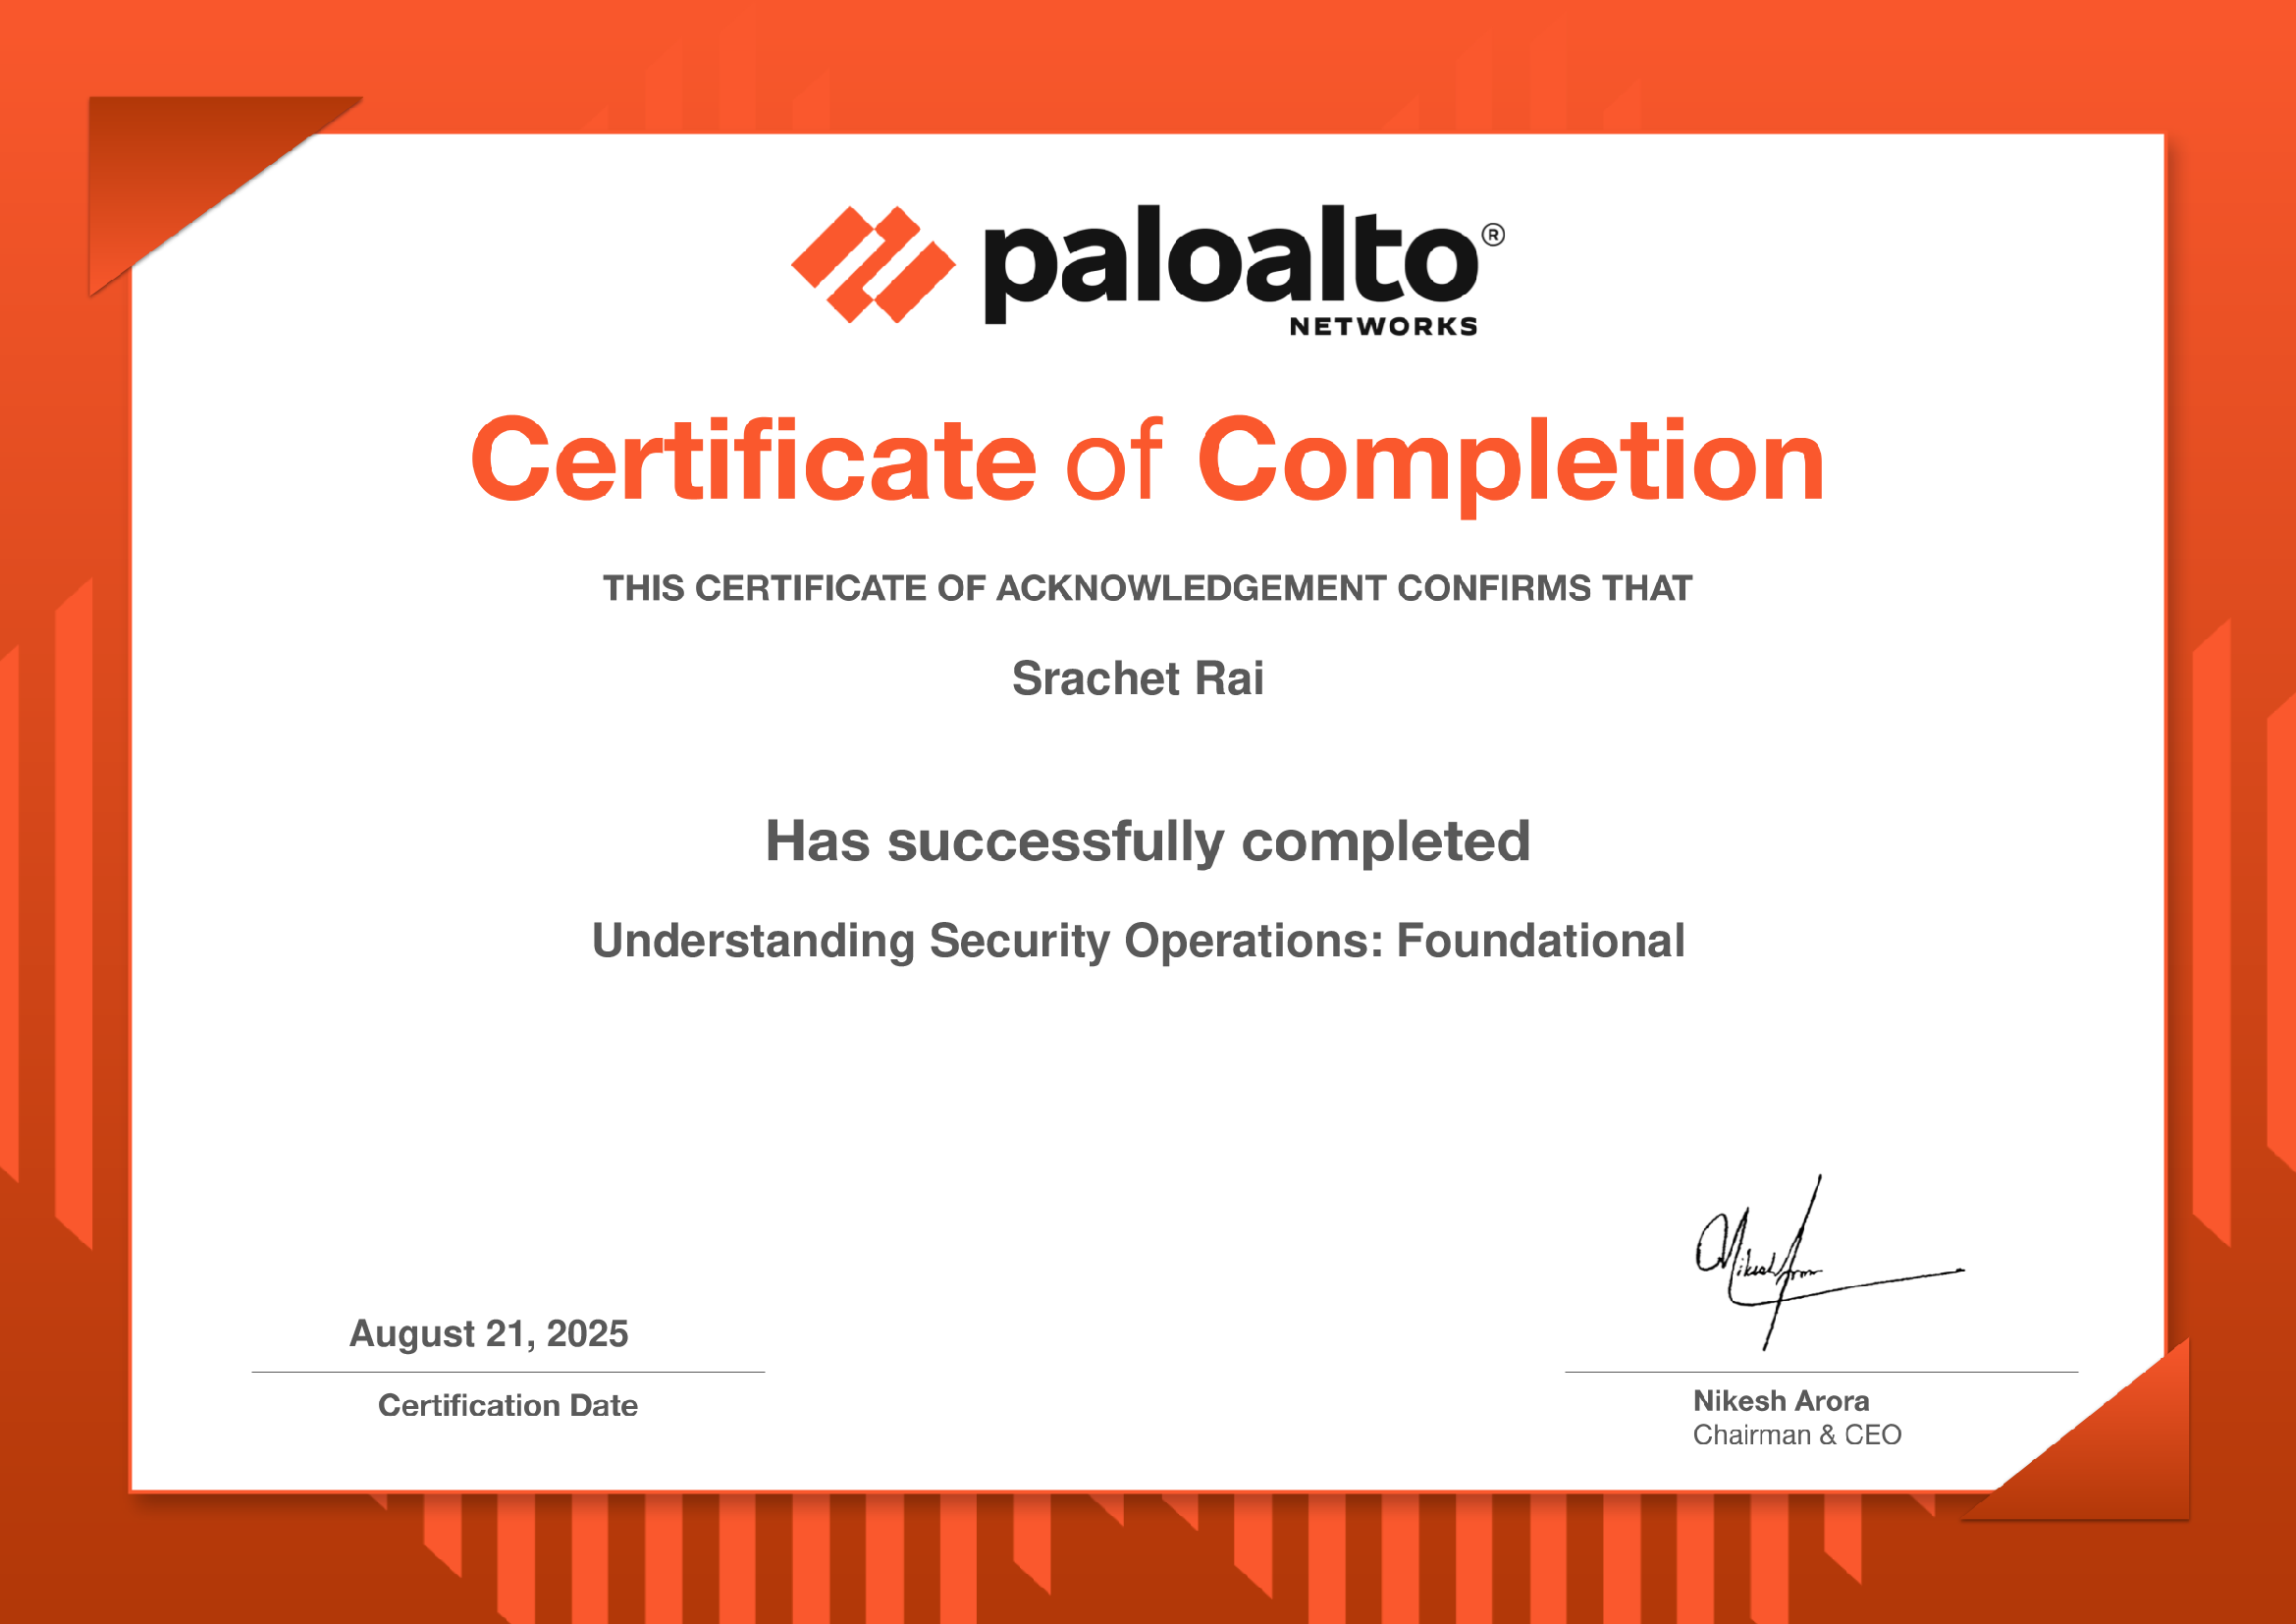 paloalto®
NETWORKS
Certificate of Completion
THIS CERTIFICATE OF ACKNOWLEDGEMENT CONFIRMS THAT
Srachet Rai
Has successfully completed
Understanding Security Operations: Foundational
Nikesh Arora
August 21, 2025
Certification Date
Nikesh Arora
Chairman & CEO